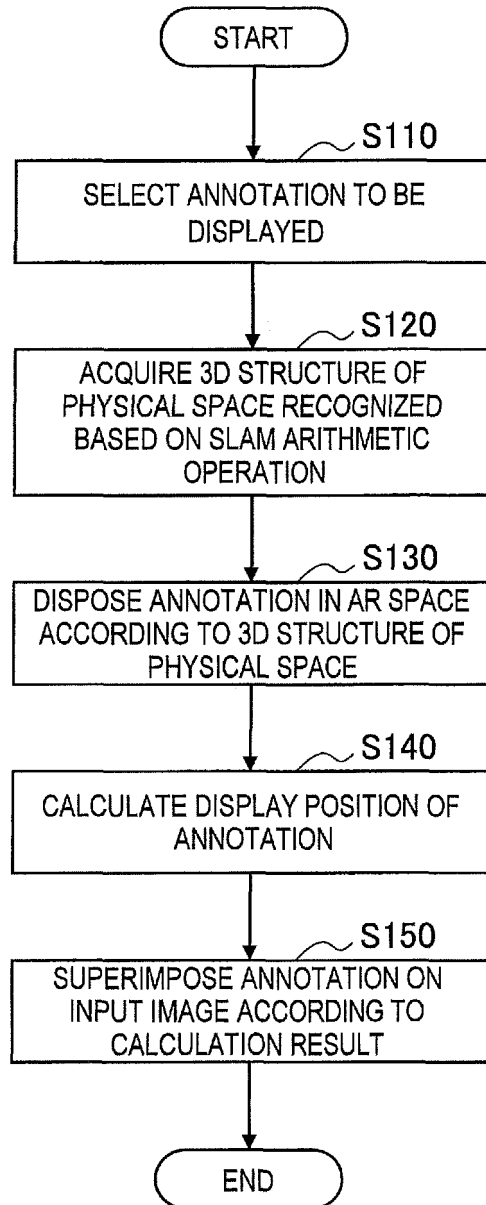 START
S110
SELECT ANNOTATION TO BE
DISPLAYED
S120
ACQUIRE 3D STRUCTURE OF
PHYSICAL SPACE RECOGNIZED
BASED ON SLAM ARITHMETIC
OPERATION
S130
DISPOSE ANNOTATION IN AR SPACE
ACCORDING TO 3D STRUCTURE OF
PHYSICAL SPACE
S140
CALCULATE DISPLAY POSITION OF
ANNOTATION
S150
SUPERIMPOSE ANNOTATION ON
INPUT IMAGE ACCORDING TO
CALCULATION RESULT
END